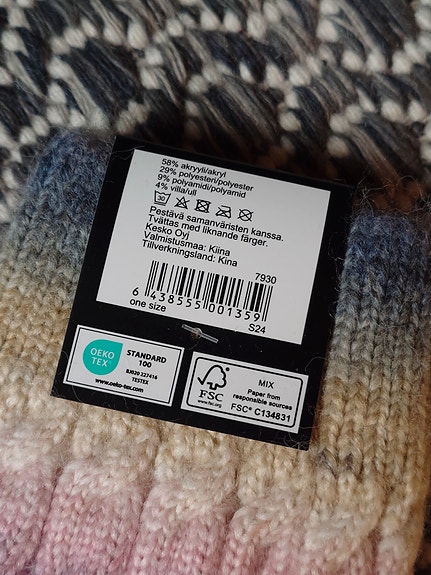 58% akryyli/akryl
29% polyesteri/polyester
9% polyamidi/polyamid
4% villa/ull
30
Pestävä samanväristen kanssa.
Tvättas med liknande färger.
Kesko Oyj
Valmistusmaa: Kiina
Tillverkningsland: Kina
7930
6 438555 001359
one size
S24
OEKO
TEX
STANDARD
100
BJ020 227416
TESTEX
www.oeko-tex.com
FSC
www.fsc.org
MIX
Paper from
responsible sources
FSC® C134831